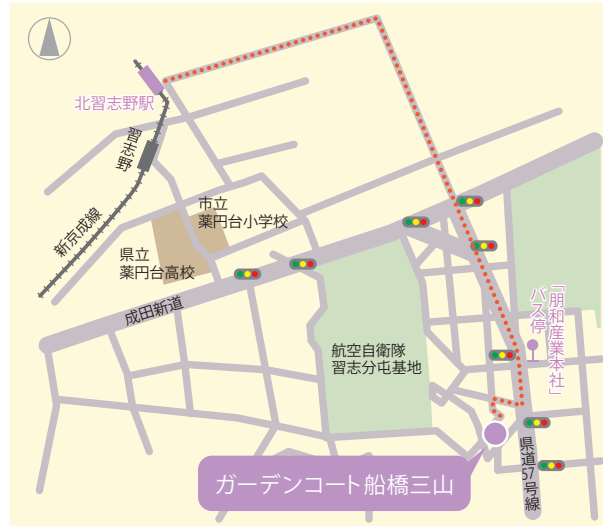 北習志野駅
習志野
新京成線
市立
薬円台小学校
県立
薬円台高校
成田新道
航空自衛隊
習志分屯基地
「朋和産業本社」
バス停
県道57号線
ガーデンコート船橋三山